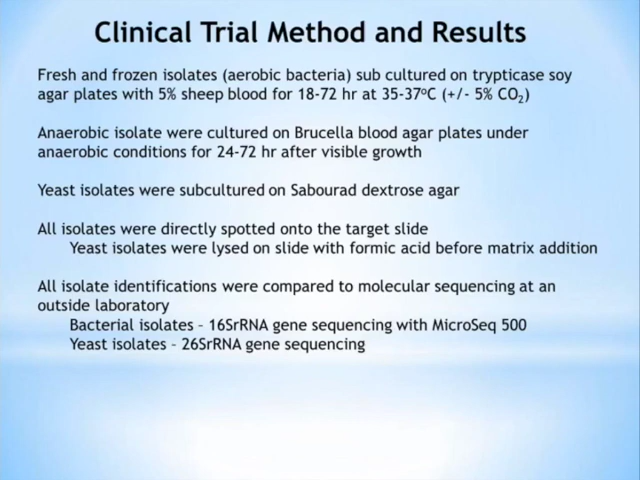 Clinical Trial Method and Results
Fresh and frozen isolates (aerobic bacteria) sub cultured on trypticase soy
agar plates with 5% sheep blood for 18-72 hr at 35-37°C (+/- 5% CO₂)
Anaerobic isolate were cultured on Brucella blood agar plates under
anaerobic conditions for 24-72 hr after visible growth
Yeast isolates were subcultured on Sabourad dextrose agar
All isolates were directly spotted onto the target slide
Yeast isolates were lysed on slide with formic acid before matrix addition
All isolate identifications were compared to molecular sequencing at an
outside laboratory
Bacterial isolates – 16SrRNA gene sequencing with MicroSeq 500
Yeast isolates – 26SrRNA gene sequencing